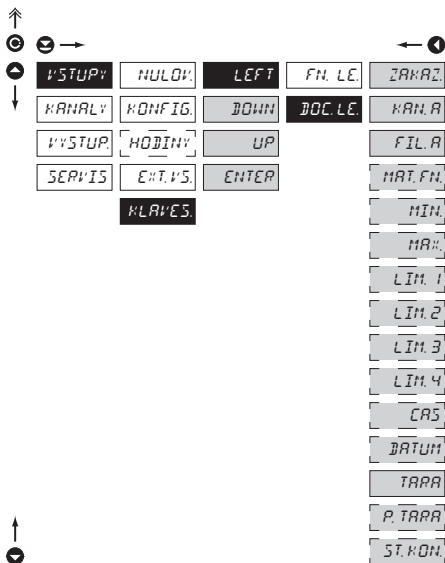 VSTUPY NULOV. LEFT FN. LE. ZAKAZ.
KANALY KONFIG. DOWN DOC. LE. KAN. A
VYSTUP. HODINY UP FIL. A
SERVIS EXT. VS. ENTER MAT. FN.
KLAVES. MIN.
MAX.
LIM. 1
LIM. 2
LIM. 3
LIM. 4
CAS
DATUM
TARA
P. TARA
ST. KON.